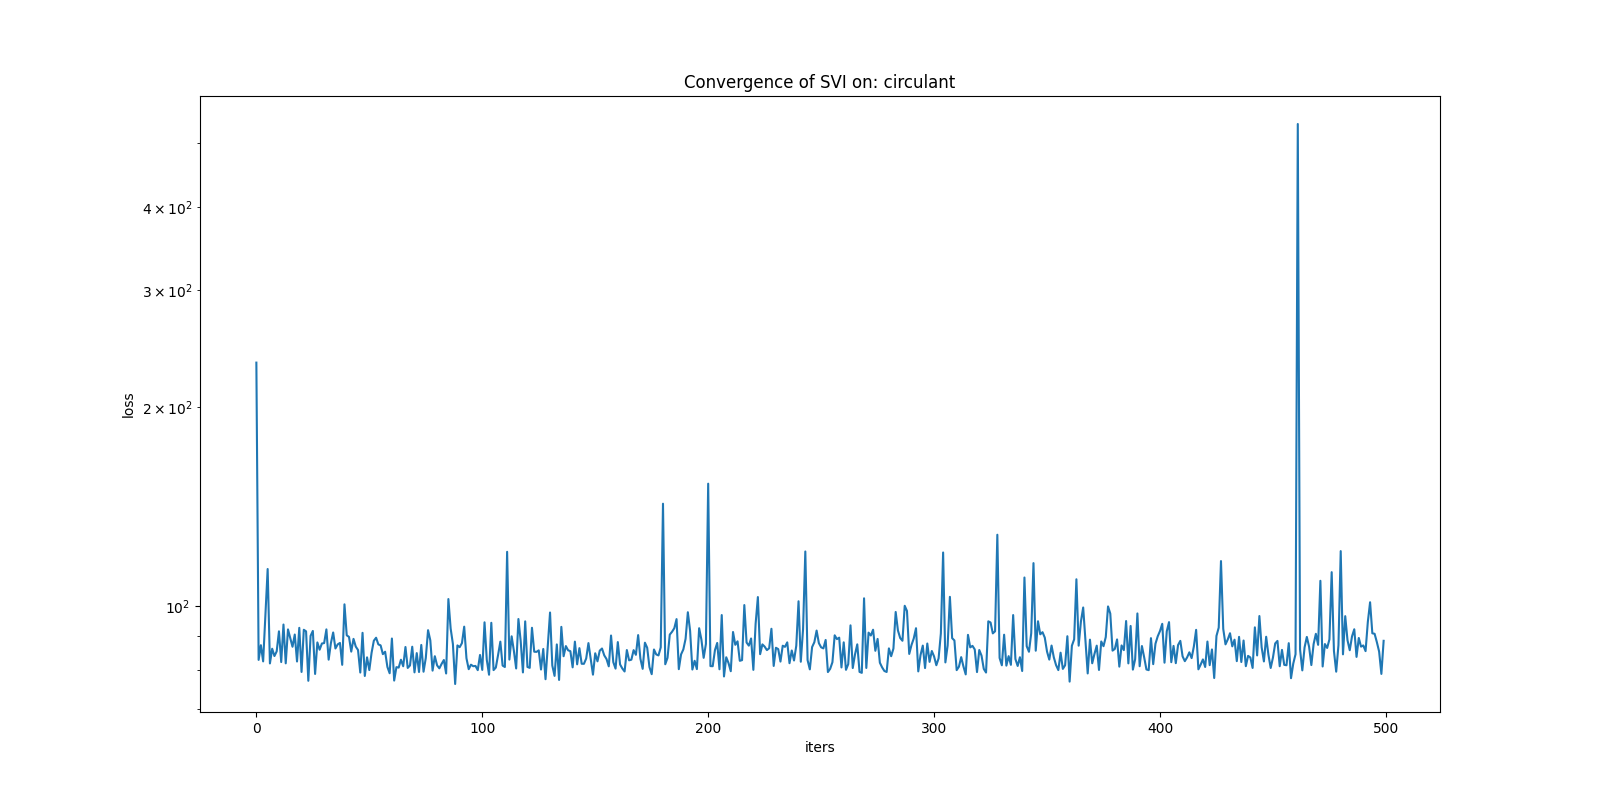 Convergence of SVI on: circulant
loss
4 × 10²
3 × 10²
2 × 10²
10²
0 100 200 300 400 500
iters